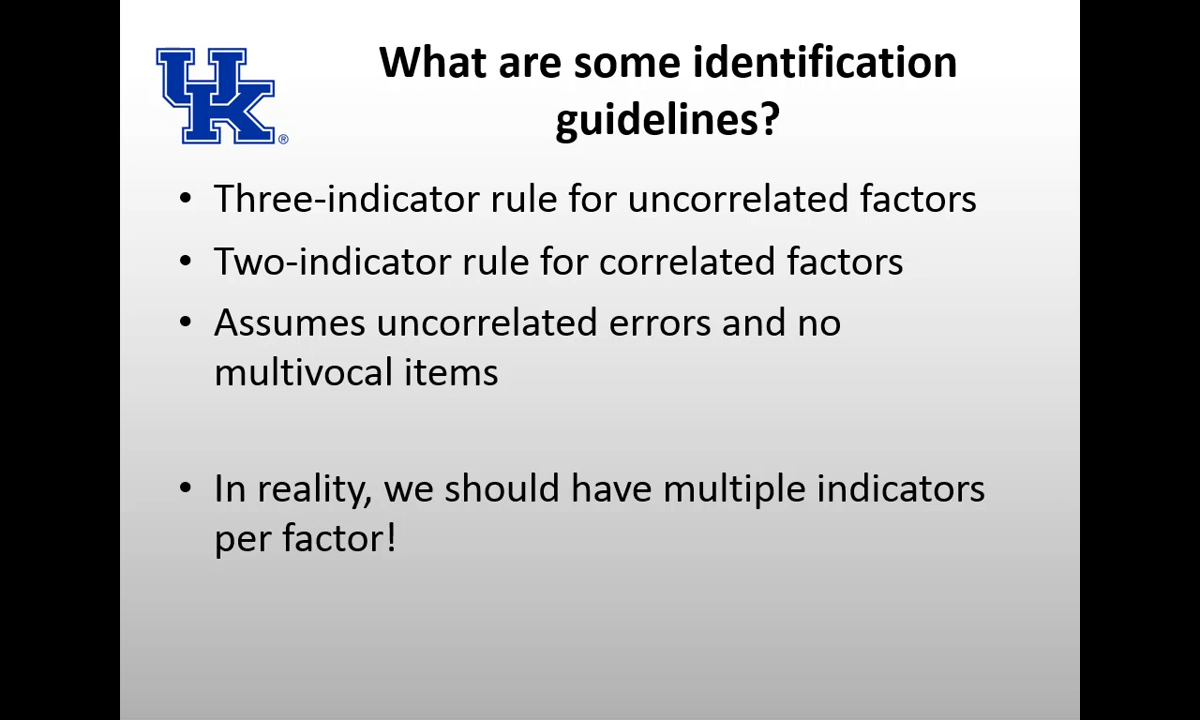 UK®
What are some identification
guidelines?
• Three-indicator rule for uncorrelated factors
• Two-indicator rule for correlated factors
• Assumes uncorrelated errors and no
multivocal items
• In reality, we should have multiple indicators
per factor!